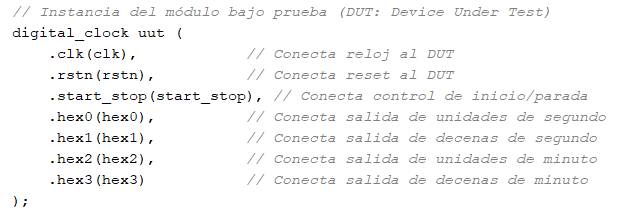 // Instancia del módulo bajo prueba (DUT: Device Under Test)
digital_clock uut (
    .clk(clk),             // Conecta reloj al DUT
    .rstn(rstn),           // Conecta reset al DUT
    .start_stop(start_stop), // Conecta control de inicio/parada
    .hex0(hex0),           // Conecta salida de unidades de segundo
    .hex1(hex1),           // Conecta salida de decenas de segundo
    .hex2(hex2),           // Conecta salida de unidades de minuto
    .hex3(hex3)            // Conecta salida de decenas de minuto
);